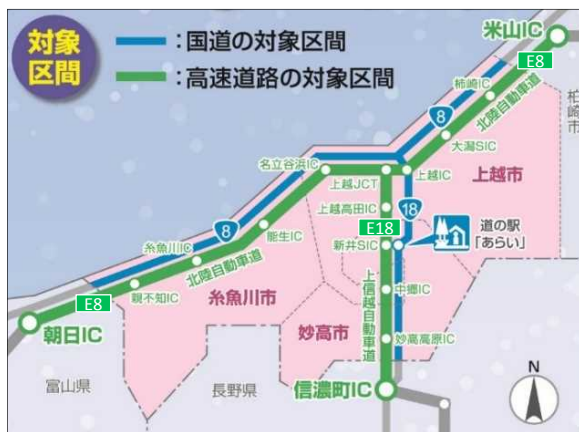 対象
区間
：国道の対象区間
：高速道路の対象区間
米山IC
E8
柏崎市
柿崎IC
北陸自動車道
8
大潟SIC
名立谷浜IC
上越JCT
上越IC
上越市
上越高田IC
18
E18
道の駅
「あらい」
新井SIC
8
能生IC
糸魚川IC
北陸自動車道
親不知IC
E8
朝日IC
糸魚川市
上信越自動車道
中郷IC
妙高市
妙高高原IC
富山県
長野県
信濃町IC
N